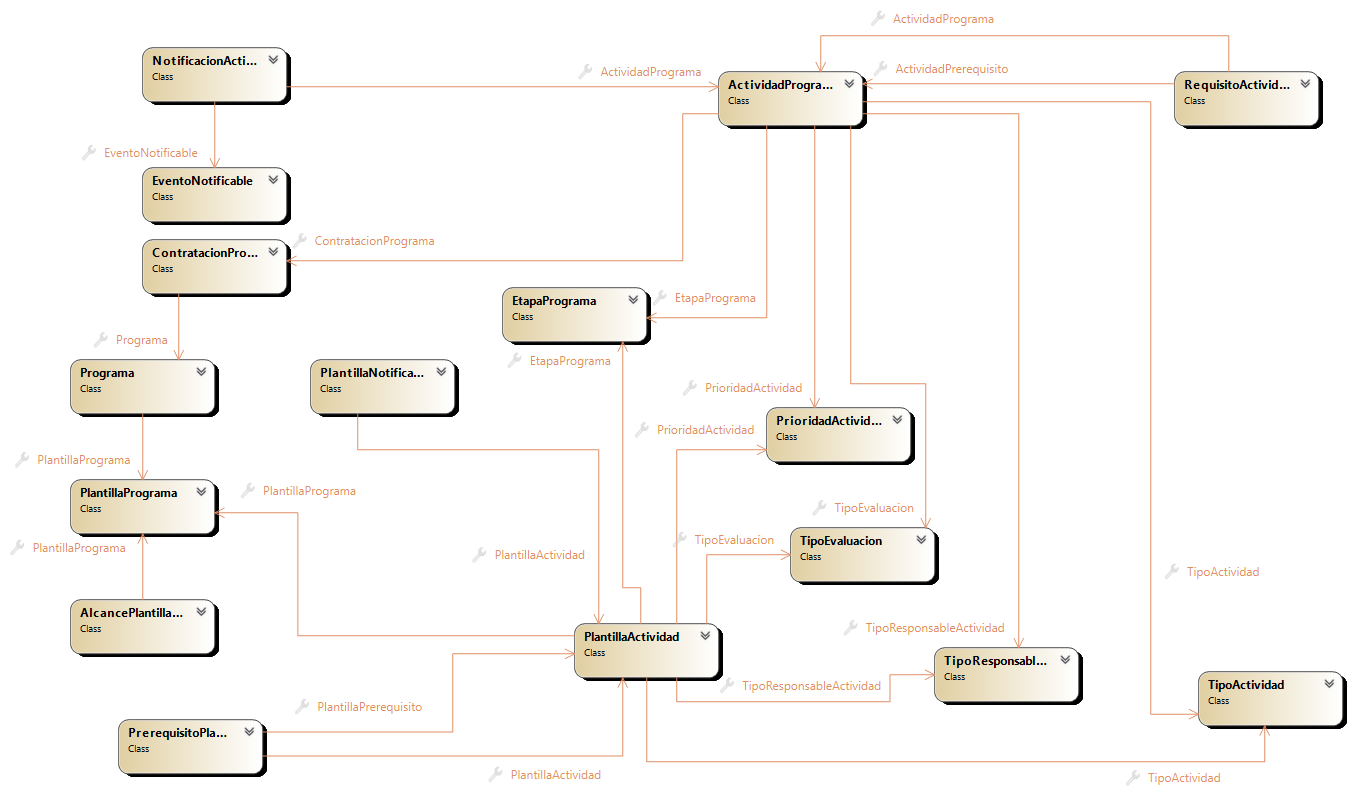 ActividadPrograma
NotificacionActi...
Class
ActividadPrograma
ActividadPrerequisito
ActividadProgra...
Class
RequisitoActivid...
Class
EventoNotificable
EventoNotificable
Class
ContratacionPrograma
ContratacionPro...
Class
EtapaPrograma
EtapaPrograma
Class
Programa
EtapaPrograma
Programa
Class
PlantillaNotifica...
Class
PrioridadActividad
PrioridadActivid...
Class
PrioridadActividad
PlantillaPrograma
PlantillaPrograma
Class
PlantillaPrograma
TipoEvaluacion
PlantillaPrograma
PlantillaActividad
TipoEvaluacion
TipoEvaluacion
Class
TipoActividad
AlcancePlantilla...
Class
PlantillaActividad
Class
TipoResponsableActividad
TipoResponsabl...
Class
TipoResponsableActividad
TipoActividad
Class
PlantillaPrerequisito
PrerequisitoPla...
Class
PlantillaActividad
TipoActividad